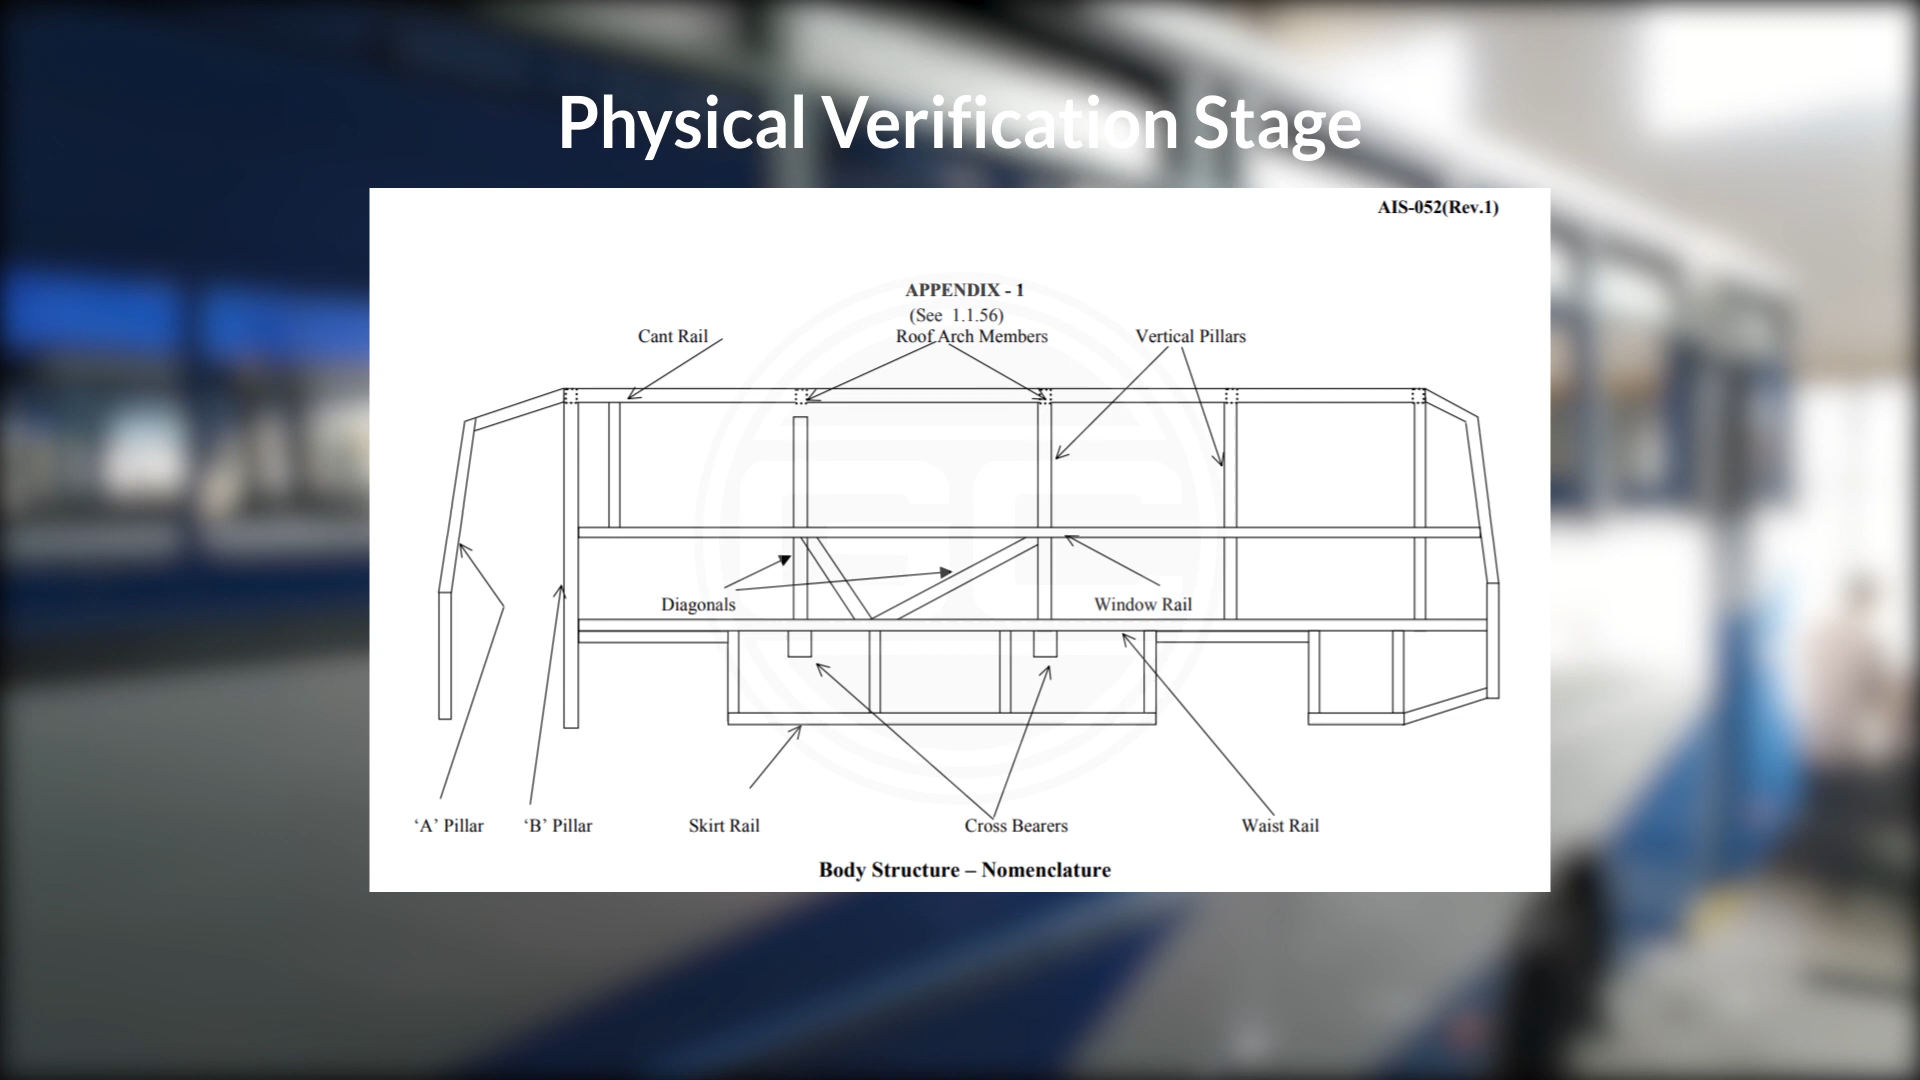 Physical Verification Stage
AIS-052(Rev.1)
APPENDIX - 1
(See 1.1.56)
Cant Rail
Roof Arch Members
Vertical Pillars
Diagonals
Window Rail
‘A’ Pillar
‘B’ Pillar
Skirt Rail
Cross Bearers
Waist Rail
Body Structure – Nomenclature